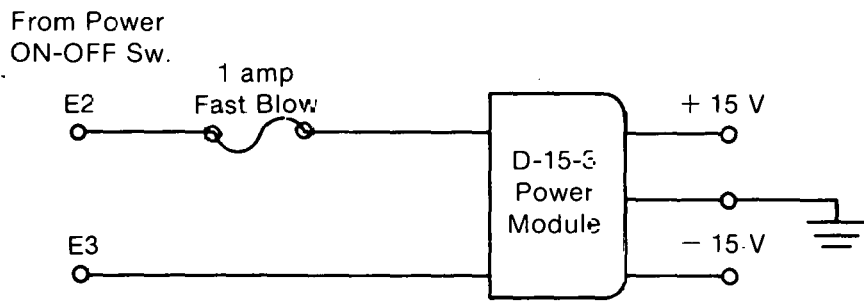 From Power
ON-OFF Sw.
1 amp
Fast Blow
E2
+ 15 V
D-15-3
Power
Module
E3
- 15 V